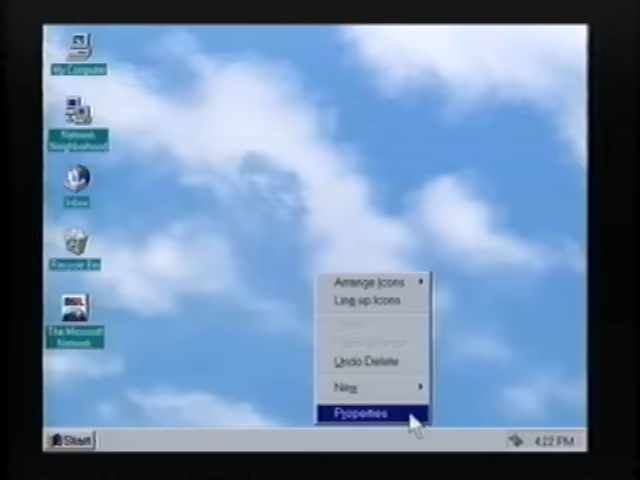 My Computer
Network
Neighborhood
Inbox
Recycle Bin
The Microsoft
Network
Arrange Icons
Line up Icons
Undo Delete
New
Properties
Start
4:22 PM